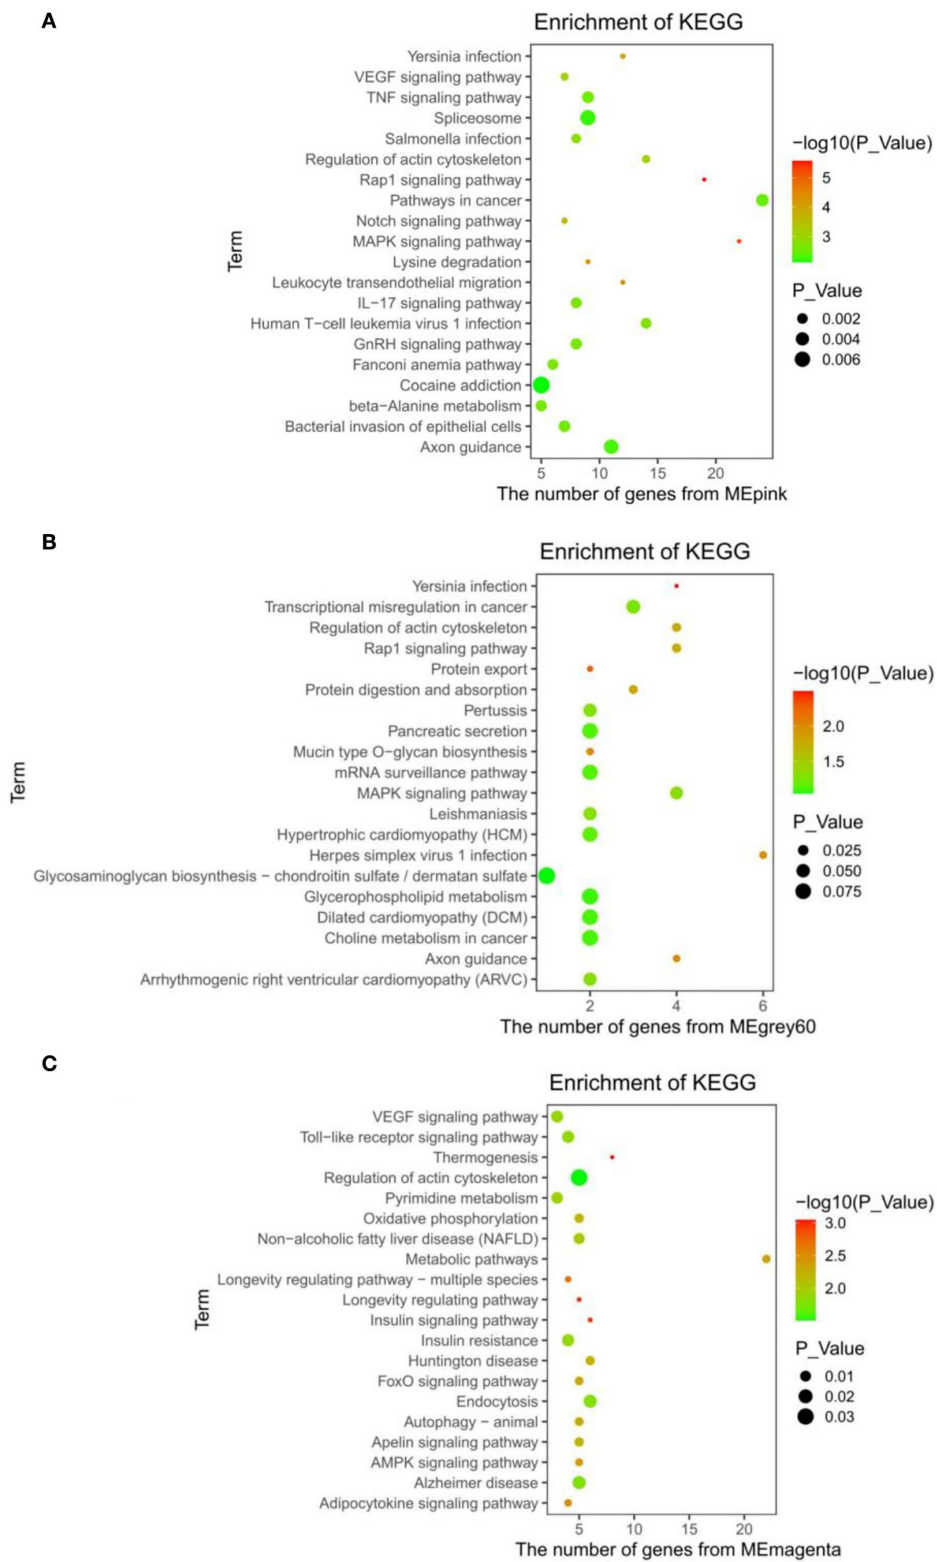 A
Enrichment of KEGG
Yersinia infection
VEGF signaling pathway
TNF signaling pathway
Spliceosome
Salmonella infection
Regulation of actin cytoskeleton
Rap1 signaling pathway
Pathways in cancer
Notch signaling pathway
MAPK signaling pathway
Lysine degradation
Leukocyte transendothelial migration
IL−17 signaling pathway
Human T−cell leukemia virus 1 infection
GnRH signaling pathway
Fanconi anemia pathway
Cocaine addiction
beta−Alanine metabolism
Bacterial invasion of epithelial cells
Axon guidance
Term
5 10 15 20
The number of genes from MEpink
−log10(P_Value)
5
4
3
P_Value
0.002
0.004
0.006
B
Enrichment of KEGG
Yersinia infection
Transcriptional misregulation in cancer
Regulation of actin cytoskeleton
Rap1 signaling pathway
Protein export
Protein digestion and absorption
Pertussis
Pancreatic secretion
Mucin type O−glycan biosynthesis
mRNA surveillance pathway
MAPK signaling pathway
Leishmaniasis
Hypertrophic cardiomyopathy (HCM)
Herpes simplex virus 1 infection
Glycosaminoglycan biosynthesis − chondroitin sulfate / dermatan sulfate
Glycerophospholipid metabolism
Dilated cardiomyopathy (DCM)
Choline metabolism in cancer
Axon guidance
Arrhythmogenic right ventricular cardiomyopathy (ARVC)
Term
2 4 6
The number of genes from MEgrey60
−log10(P_Value)
2.0
1.5
P_Value
0.025
0.050
0.075
C
Enrichment of KEGG
VEGF signaling pathway
Toll−like receptor signaling pathway
Thermogenesis
Regulation of actin cytoskeleton
Pyrimidine metabolism
Oxidative phosphorylation
Non−alcoholic fatty liver disease (NAFLD)
Metabolic pathways
Longevity regulating pathway − multiple species
Longevity regulating pathway
Insulin signaling pathway
Insulin resistance
Huntington disease
FoxO signaling pathway
Endocytosis
Autophagy − animal
Apelin signaling pathway
AMPK signaling pathway
Alzheimer disease
Adipocytokine signaling pathway
Term
5 10 15 20
The number of genes from MEmagenta
−log10(P_Value)
3.0
2.5
2.0
P_Value
0.01
0.02
0.03